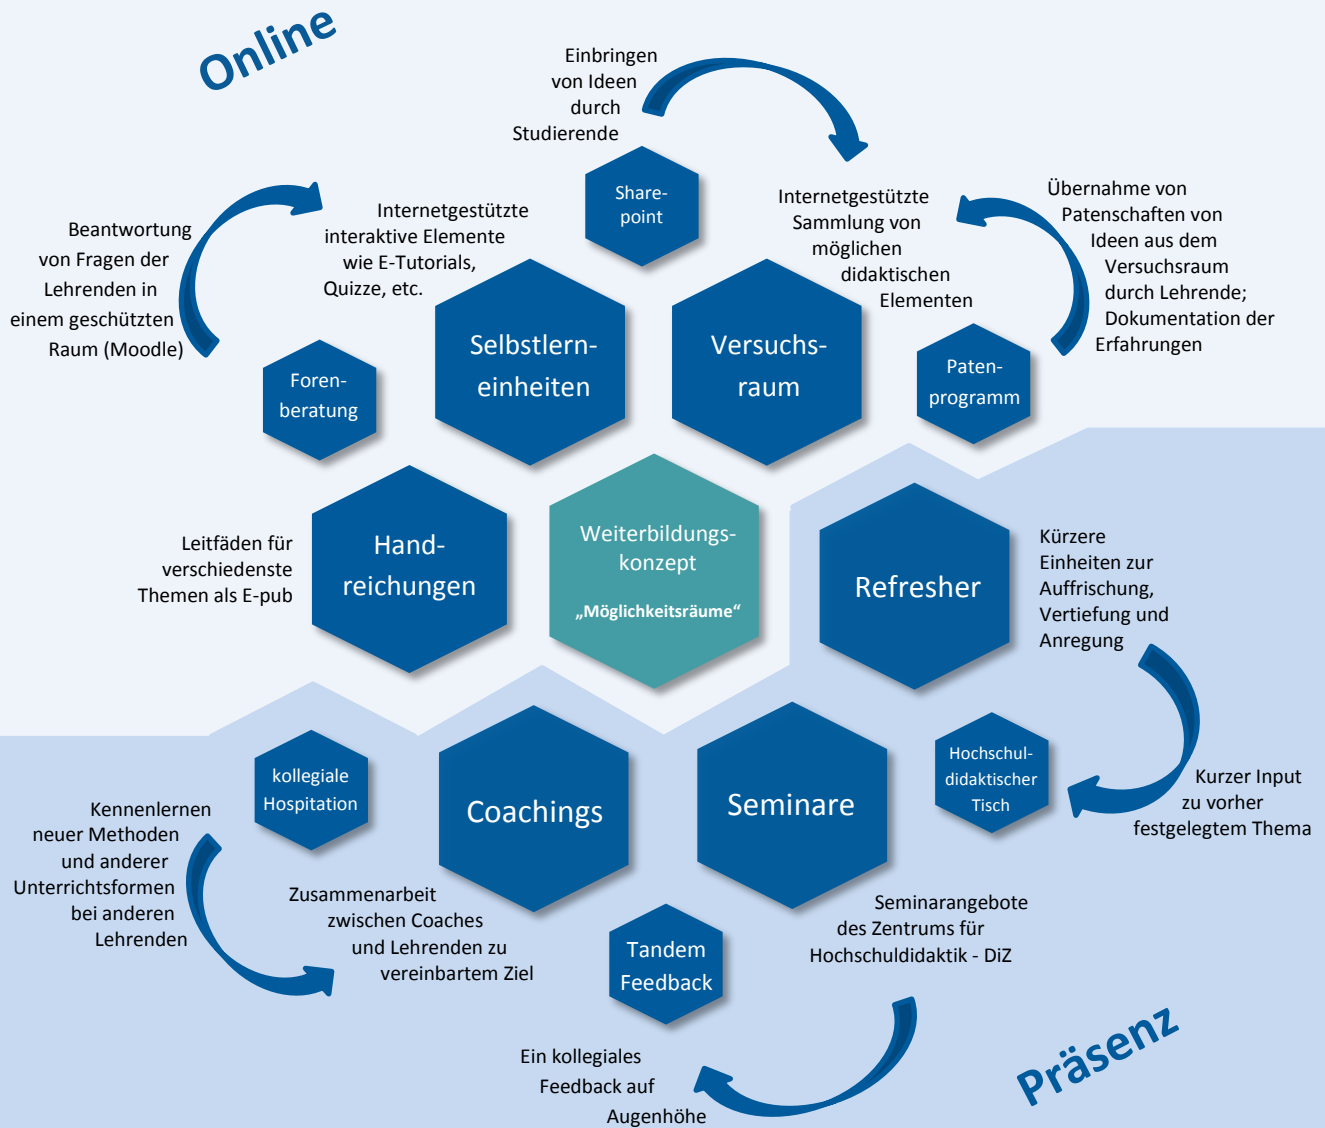 Online
Einbringen
von Ideen
durch
Studierende
Share-
point
Beantwortung
von Fragen der
Lehrenden in
einem geschützten
Raum (Moodle)
Foren-
beratung
Internetgestützte
interaktive Elemente
wie E-Tutorials,
Quizze, etc.
Selbstlern-
einheiten
Internetgestützte
Sammlung von
möglichen
didaktischen
Elementen
Versuchs-
raum
Übernahme von
Patenschaften von
Ideen aus dem
Versuchsraum
durch Lehrende;
Dokumentation der
Erfahrungen
Paten-
programm
Leitfäden für
verschiedenste
Themen als E-pub
Hand-
reichungen
Weiterbildungs-
konzept
„Möglichkeitsräume“
Refresher
Kürzere
Einheiten zur
Auffrischung,
Vertiefung und
Anregung
kollegiale
Hospitation
Kennenlernen
neuer Methoden
und anderer
Unterrichtsformen
bei anderen
Lehrenden
Coachings
Zusammenarbeit
zwischen Coaches
und Lehrenden zu
vereinbartem Ziel
Seminare
Seminarangebote
des Zentrums für
Hochschuldidaktik - DiZ
Hochschul-
didaktischer
Tisch
Kurzer Input
zu vorher
festgelegtem Thema
Tandem
Feedback
Ein kollegiales
Feedback auf
Augenhöhe
Präsenz